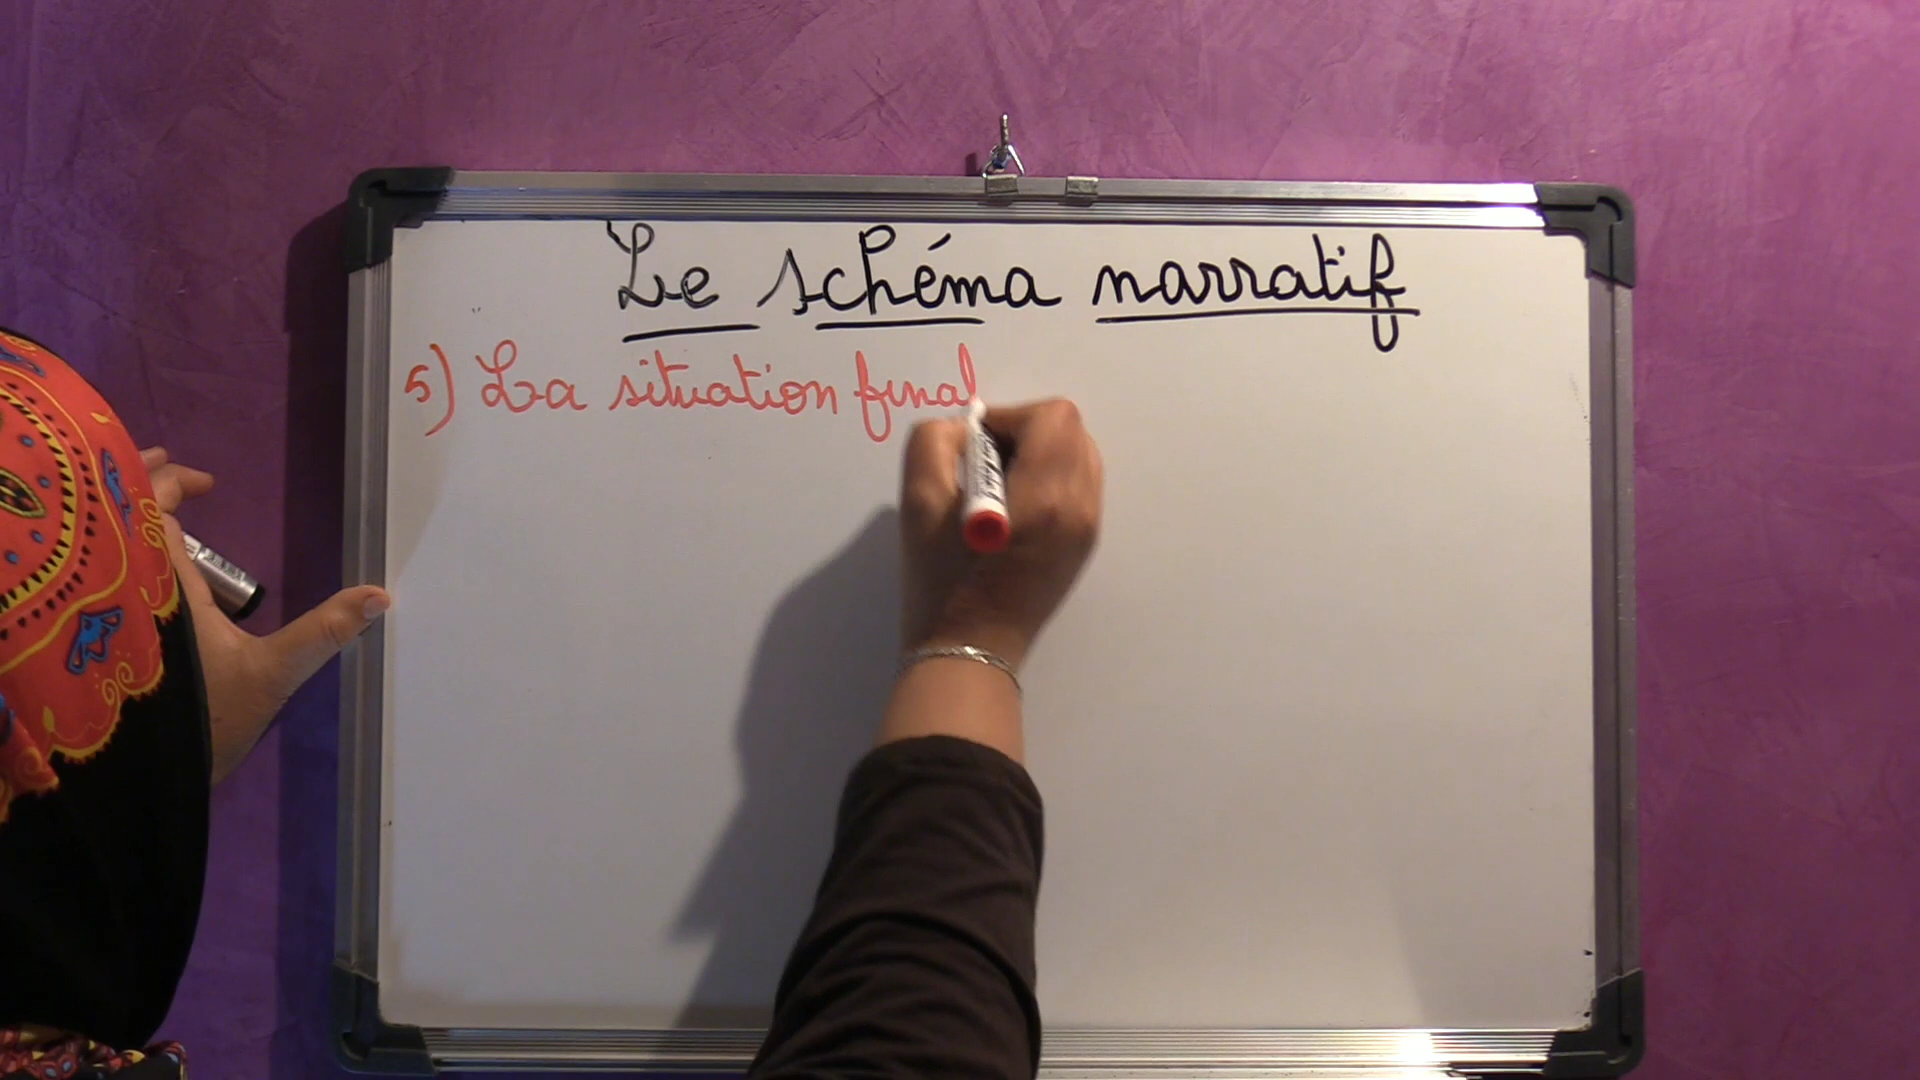 Le schéma narratif
5) La situation final